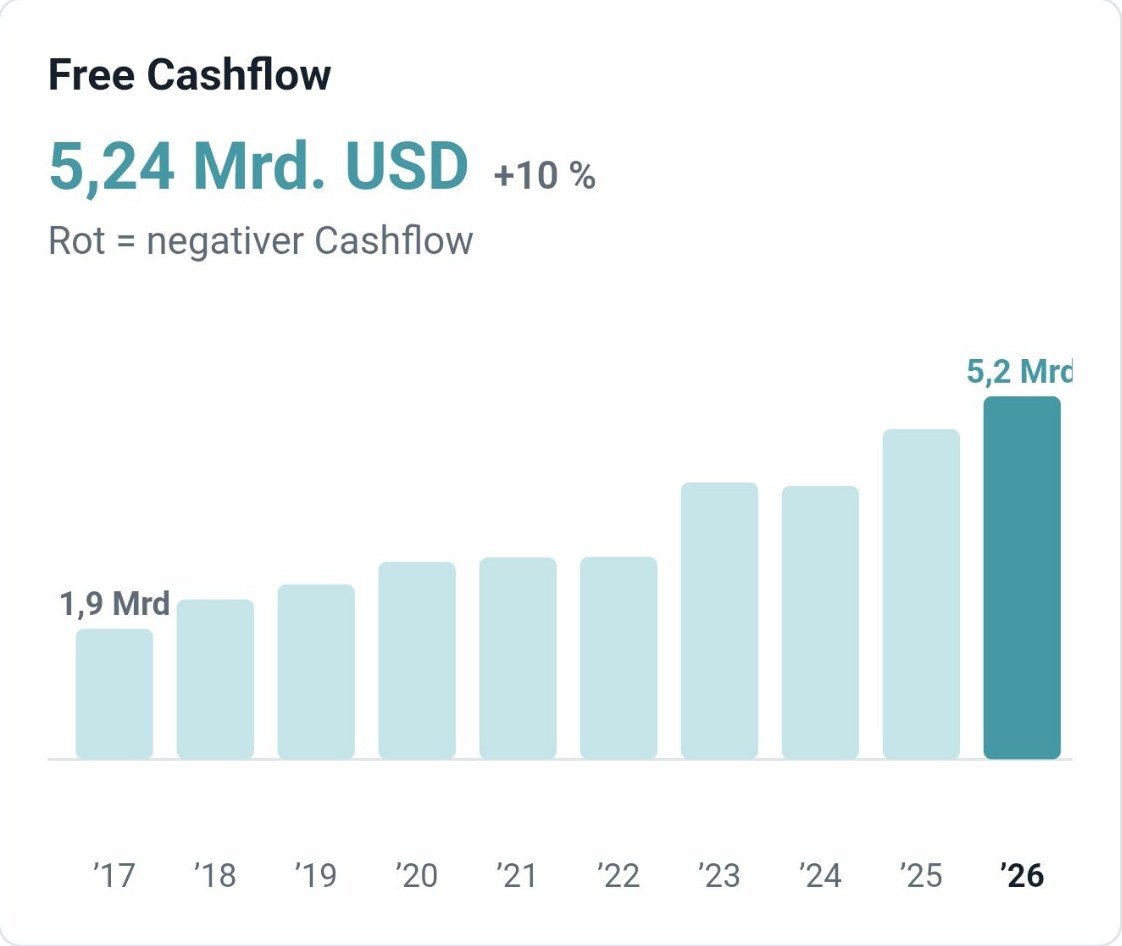 Free Cashflow
5,24 Mrd. USD +10 %
Rot = negativer Cashflow
5,2 Mrd
1,9 Mrd
’17 ’18 ’19 ’20 ’21 ’22 ’23 ’24 ’25 ’26